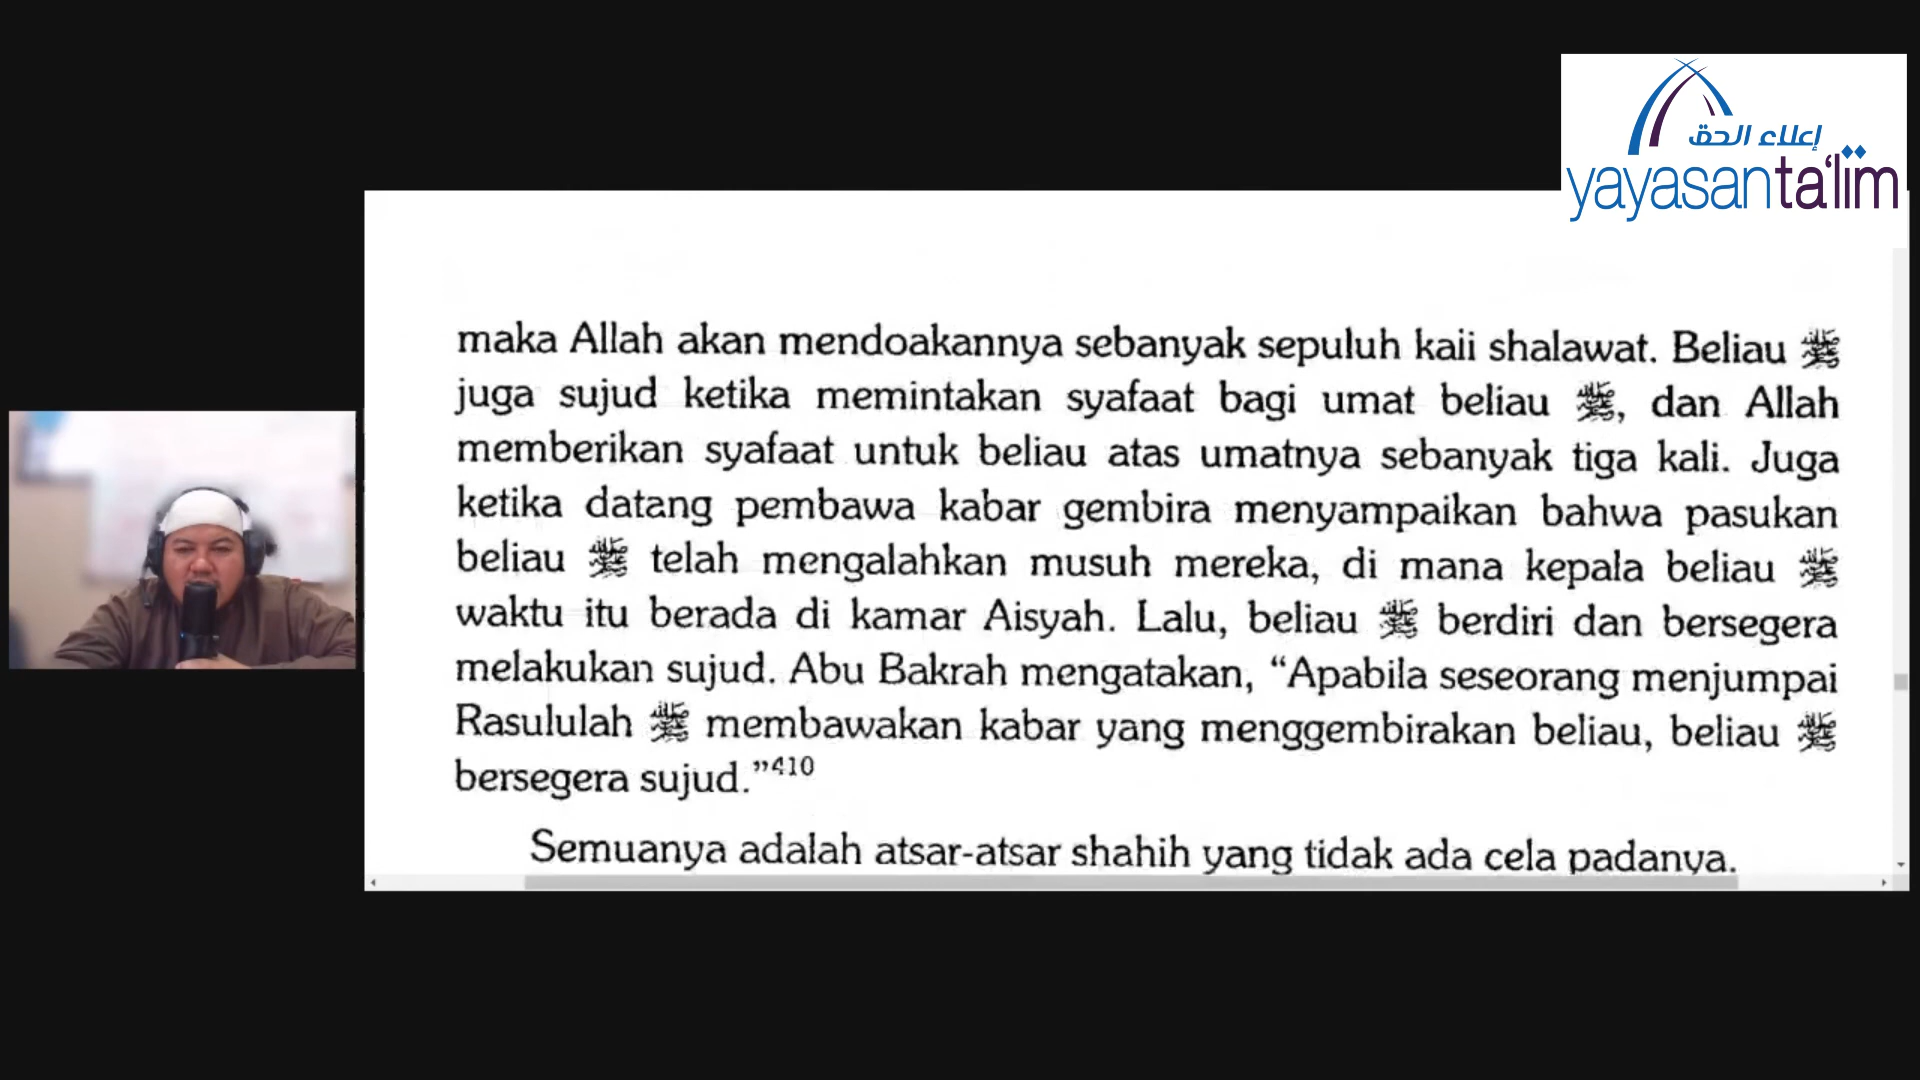 إعلاء الحق
yayasanta'lim
maka Allah akan mendoakannya sebanyak sepuluh kaii shalawat. Beliau ﷺ
juga sujud ketika memintakan syafaat bagi umat beliau ﷺ, dan Allah
memberikan syafaat untuk beliau atas umatnya sebanyak tiga kali. Juga
ketika datang pembawa kabar gembira menyampaikan bahwa pasukan
beliau ﷺ telah mengalahkan musuh mereka, di mana kepala beliau ﷺ
waktu itu berada di kamar Aisyah. Lalu, beliau ﷺ berdiri dan bersegera
melakukan sujud. Abu Bakrah mengatakan, “Apabila seseorang menjumpai
Rasululah ﷺ membawakan kabar yang menggembirakan beliau, beliau ﷺ
bersegera sujud.”410
Semuanya adalah atsar-atsar shahih yang tidak ada cela padanya.